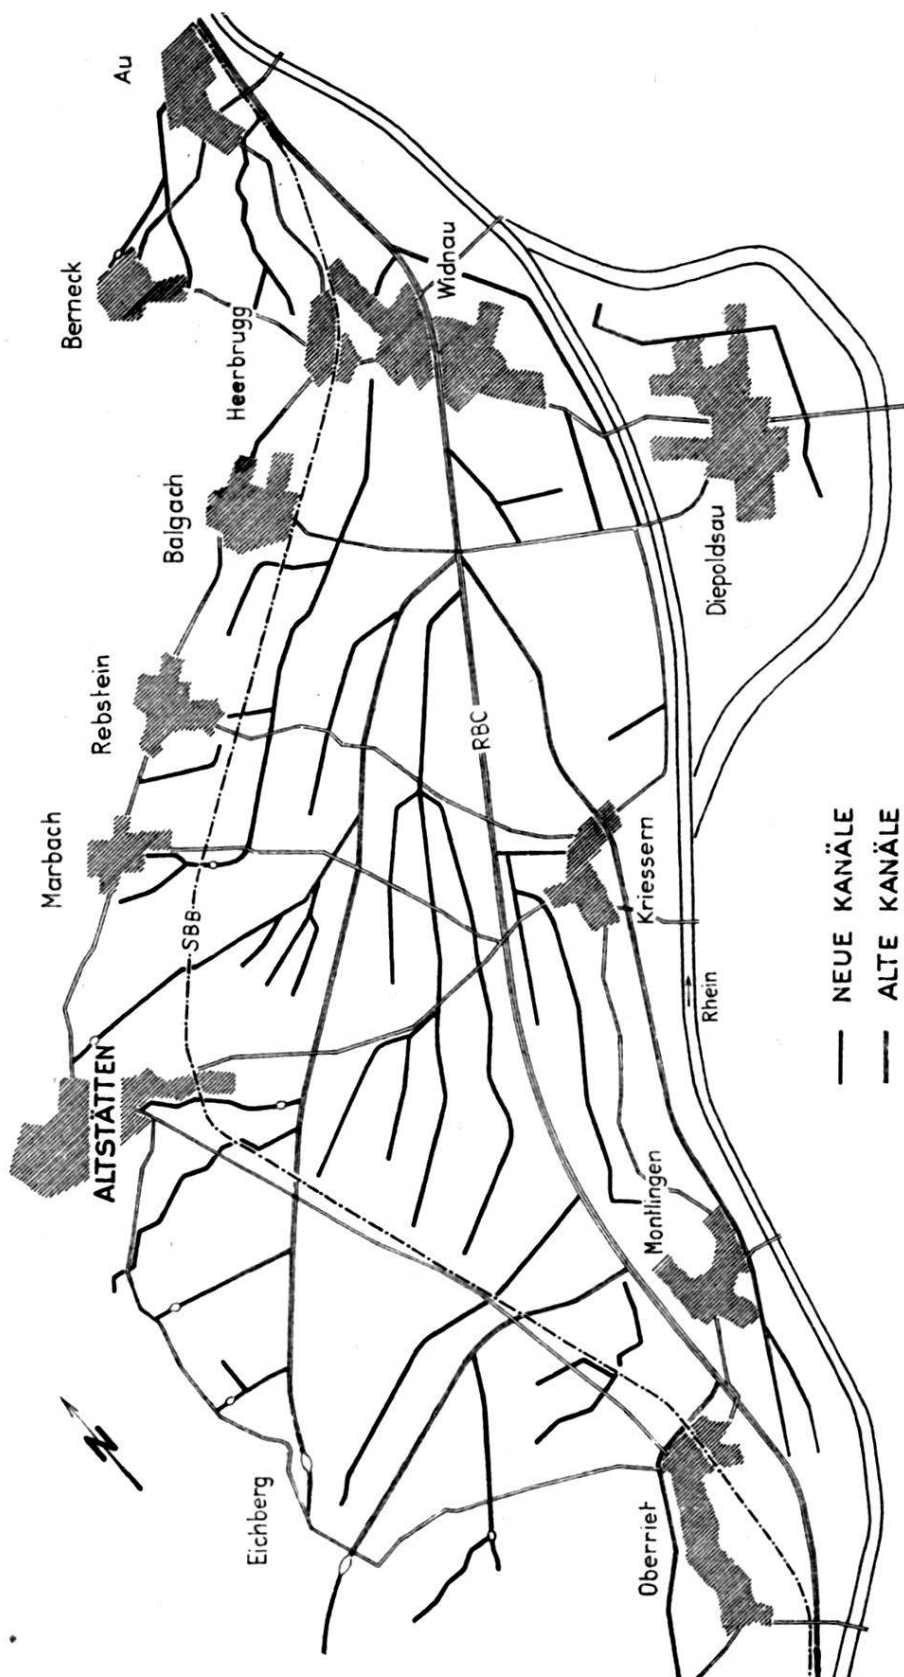 Au
Berneck
Heerbrugg
Widnau
Balgach
Diepoldsau
Rebstein
RBC
Marbach
SBB
Kriessern
ALTSTÄTTEN
Rhein
Montlingen
N
Eichberg
Oberriet
NEUE KANÄLE
ALTE KANÄLE